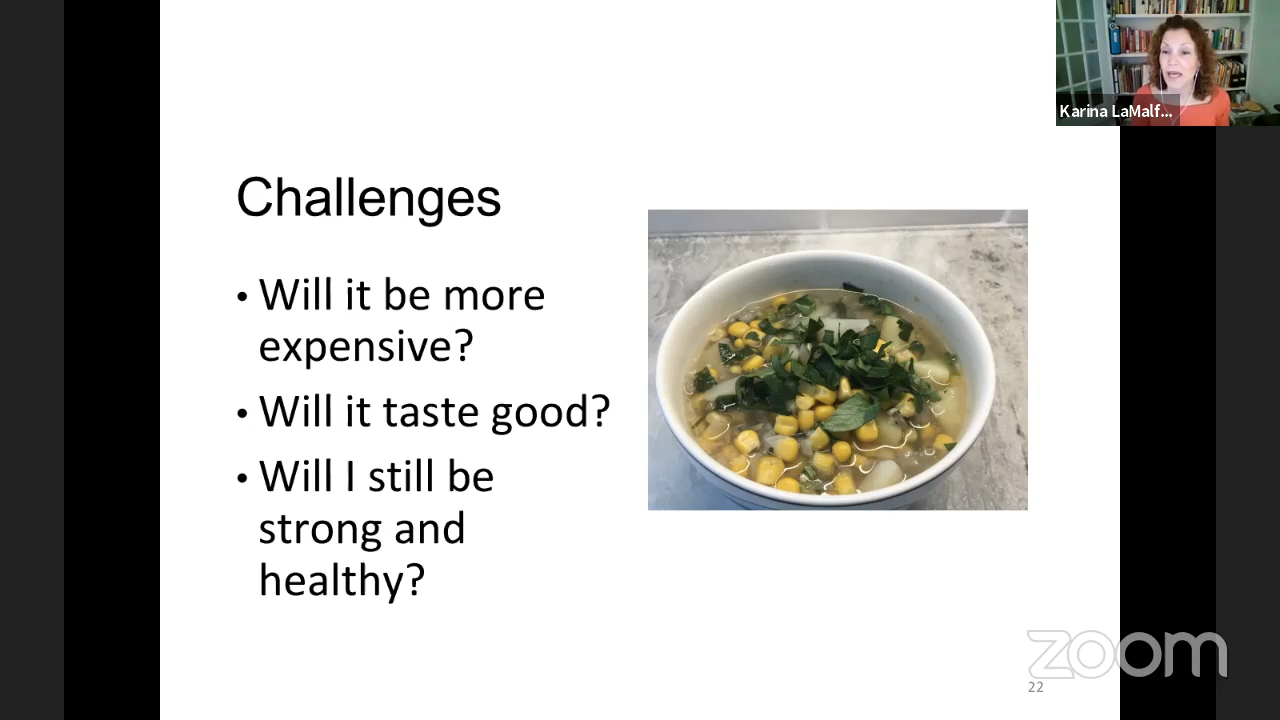 Karina LaMalf...
Challenges
• Will it be more
expensive?
• Will it taste good?
• Will I still be
strong and
healthy?
zoom
22